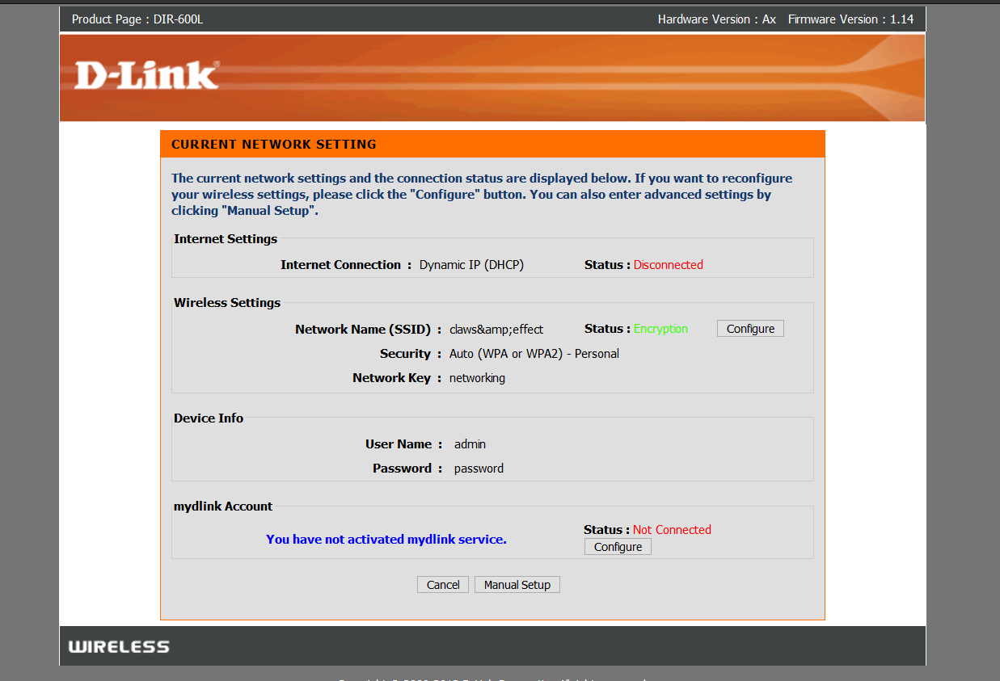 Product Page : DIR-600L
Hardware Version : Ax Firmware Version : 1.14
D-Link®
CURRENT NETWORK SETTING
The current network settings and the connection status are displayed below. If you want to reconfigure
your wireless settings, please click the "Configure" button. You can also enter advanced settings by
clicking "Manual Setup".
Internet Settings
Internet Connection : Dynamic IP (DHCP) Status : Disconnected
Wireless Settings
Network Name (SSID) : claws&amp;effect Status : Encryption Configure
Security : Auto (WPA or WPA2) - Personal
Network Key : networking
Device Info
User Name : admin
Password : password
mydlink Account
You have not activated mydlink service. Status : Not Connected
Configure
Cancel Manual Setup
WIRELESS